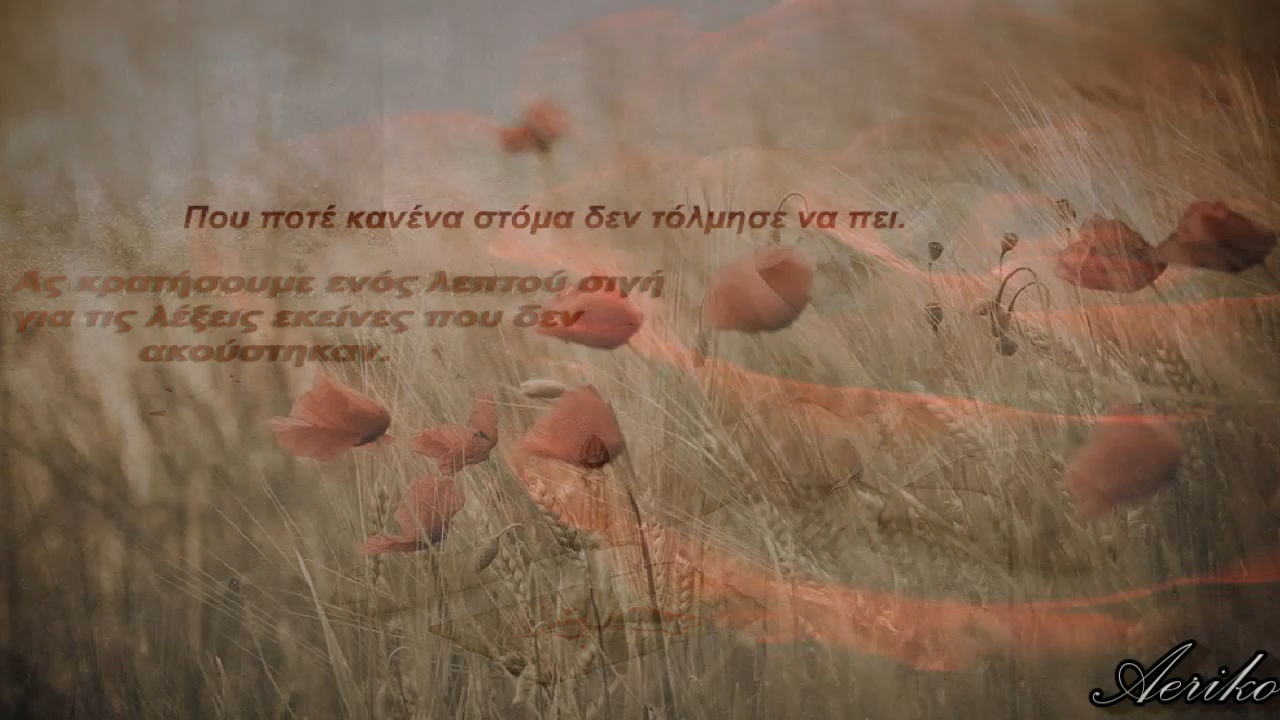 Που ποτέ κανένα στόμα δεν τόλμησε να πει.
Ας κρατήσουμε ενός λεπτού σιγή
για τις λέξεις εκείνες που δεν
ακούστηκαν.
Aeriko